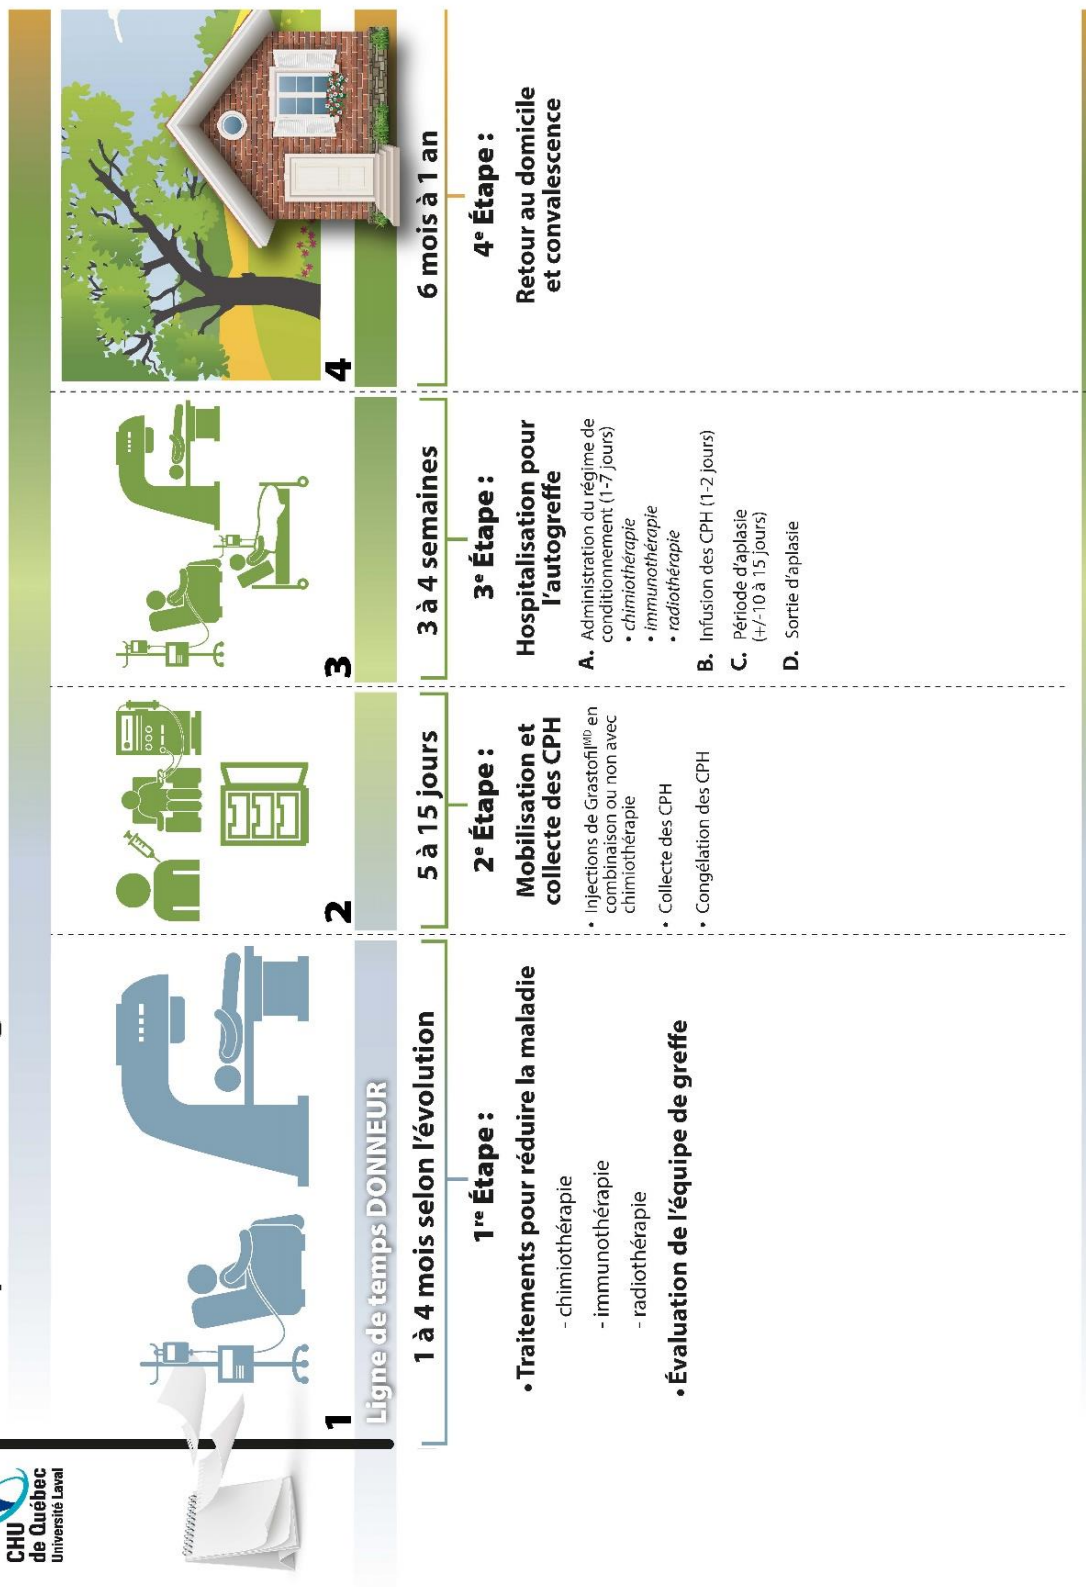 CHU
de Québec
Université Laval
1
2
3
4
Ligne de temps DONNEUR
1 à 4 mois selon l'évolution
1re Étape :
• Traitements pour réduire la maladie
- chimiothérapie
- immunothérapie
- radiothérapie
• Évaluation de l'équipe de greffe
5 à 15 jours
2e Étape :
Mobilisation et
collecte des CPH
• Injections de GrastofilMD en
combinaison ou non avec
chimiothérapie
• Collecte des CPH
• Congélation des CPH
3 à 4 semaines
3e Étape :
Hospitalisation pour
l'autogreffe
A. Administration du régime de
conditionnement (1-7 jours)
• chimiothérapie
• immunothérapie
• radiothérapie
B. Infusion des CPH (1-2 jours)
C. Période d'aplasie
(+/-10 à 15 jours)
D. Sortie d'aplasie
6 mois à 1 an
4e Étape :
Retour au domicile
et convalescence